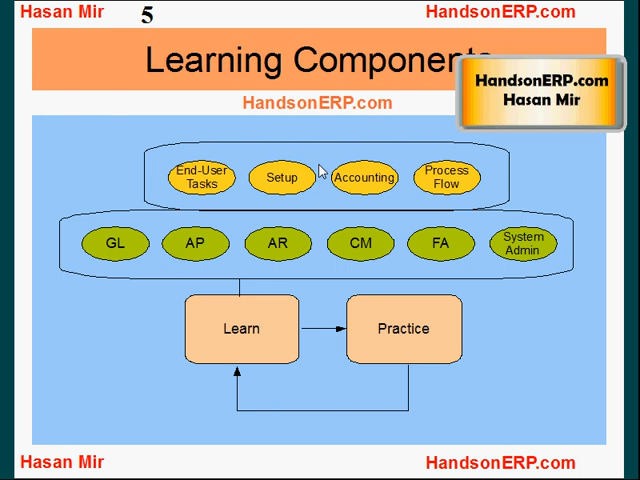 Hasan Mir
5
HandsonERP.com
Learning Components
HandsonERP.com
Hasan Mir
HandsonERP.com
End-User
Tasks
Setup
Accounting
Process
Flow
GL
AP
AR
CM
FA
System
Admin
Learn
Practice
Hasan Mir
HandsonERP.com